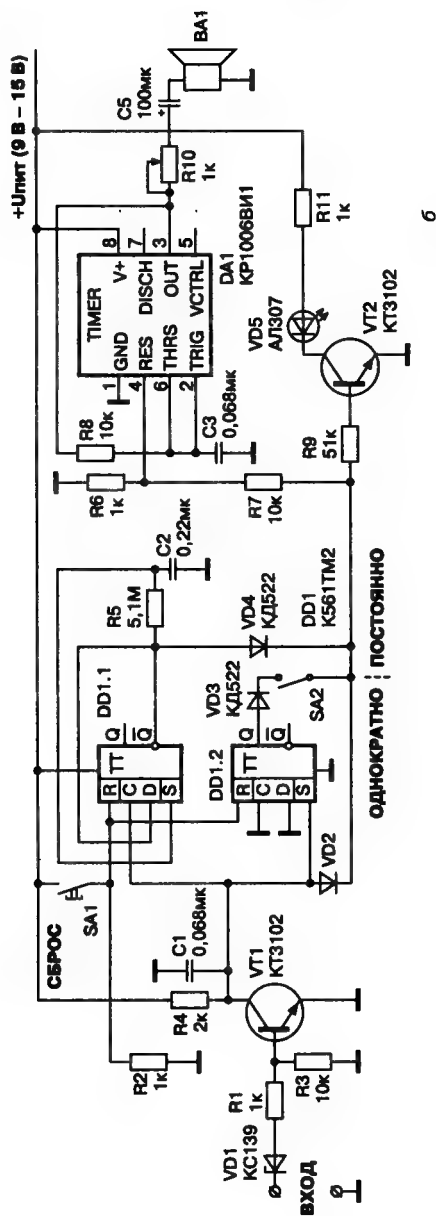 +Uпит (9 В – 15 В)
СБРОС
SA1
R2
1к
R4
2к
C1
0,068мк
VD1
КС139
ВХОД
R1
1к
R3
10к
VT1
КТ3102
VD2
DD1.1
R
C
D
S
TT
Q
Q
DD1.2
R
C
D
S
TT
Q
Q
R5
5,1М
C2
0,22мк
VD3
КД522
VD4
КД522
SA2
ОДНОКРАТНО
ПОСТОЯННО
DD1
К561ТМ2
R6
1к
R7
10к
R8
10к
C3
0,068мк
TIMER
1 GND
4 RES
6 THRS
2 TRIG
V+ 8
DISCH 7
OUT 3
VCTRL 5
DA1
КР1006ВИ1
R10
1к
C5
100мк
+
BA1
R9
51к
VT2
КТ3102
VD5
АЛ307
R11
1к
б